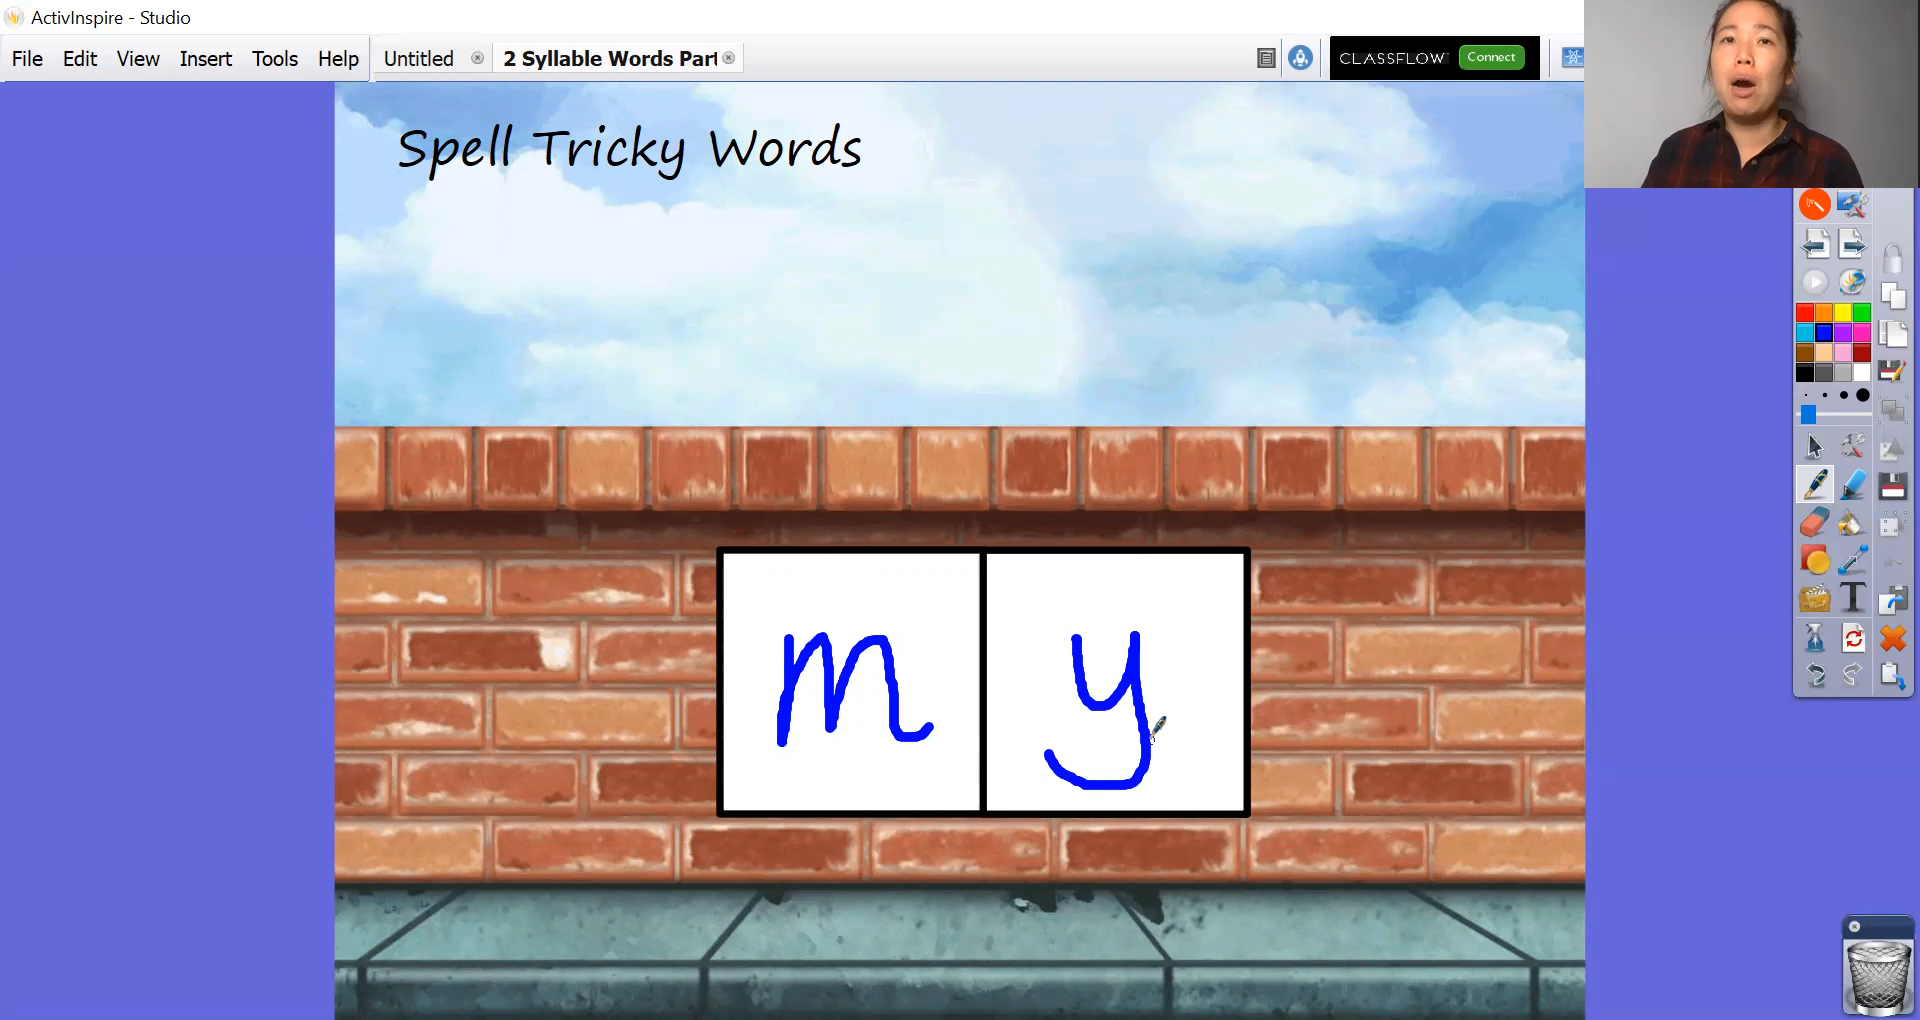 ActivInspire - Studio
File Edit View Insert Tools Help Untitled 2 Syllable Words Part CLASSFLOW Connect
Spell Tricky Words
m y